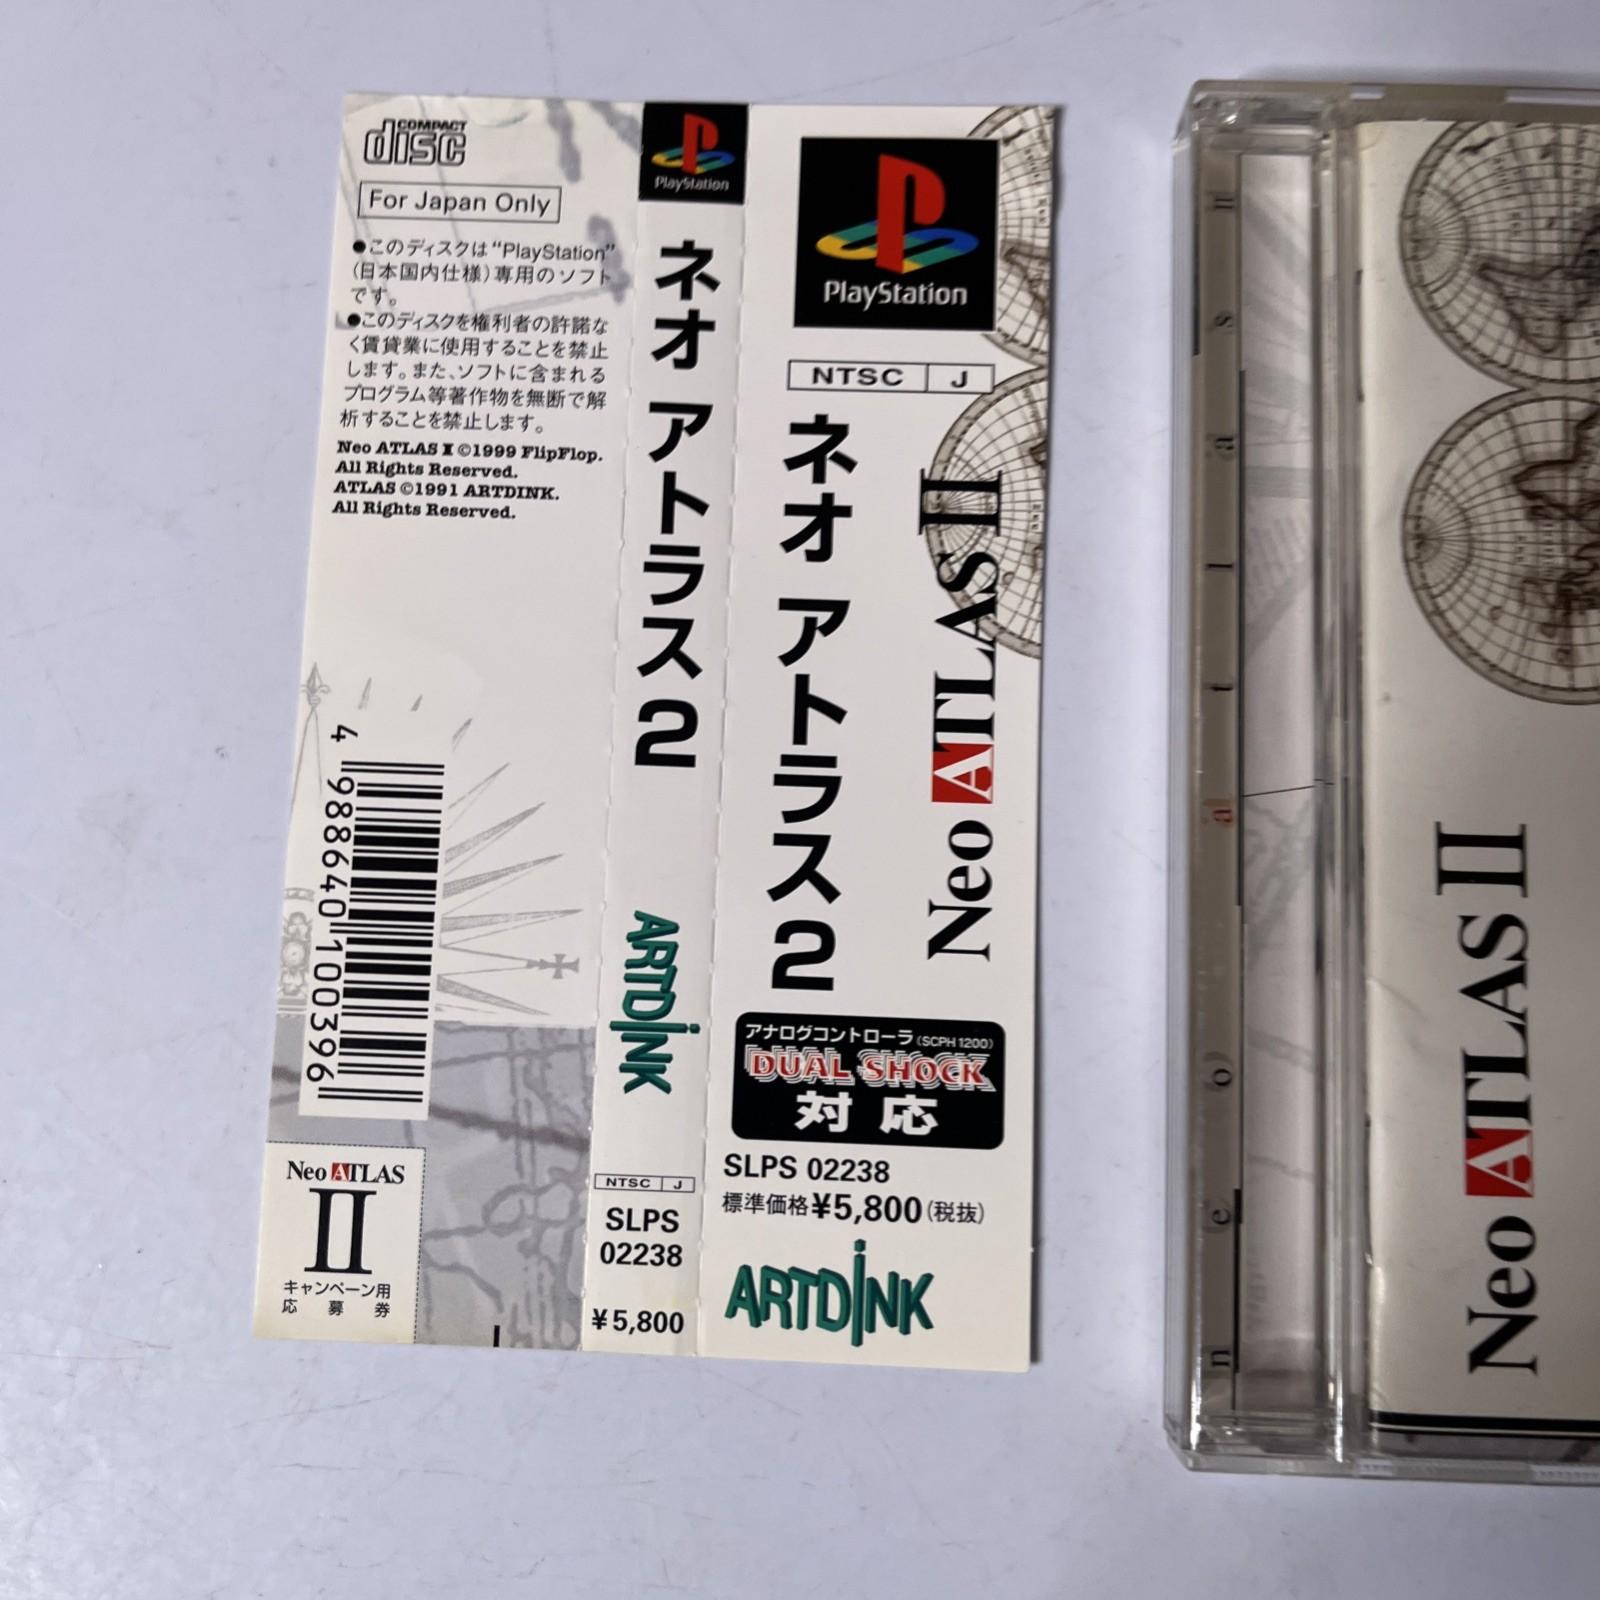 COMPACT
disc
For Japan Only
●このディスクは“PlayStation”
(日本国内仕様)専用のソフト
です。
●このディスクを権利者の許諾な
く賃貸業に使用することを禁止
します。また、ソフトに含まれる
プログラム等著作物を無断で解
析することを禁止します。
Neo ATLAS II ©1999 FlipFlop.
All Rights Reserved.
ATLAS ©1991 ARTDINK.
All Rights Reserved.
4 988640 100396
Neo ATLAS
II
キャンペーン用
応募券
PlayStation
ネオ アトラス2
ARTDINK
NTSC J
SLPS
02238
¥5,800
PlayStation
NTSC J
ネオ アトラス2
Neo ATLAS II
アナログコントローラ(SCPH 1200)
DUAL SHOCK
対応
SLPS 02238
標準価格¥5,800(税抜)
ARTDINK
Neo ATLAS II